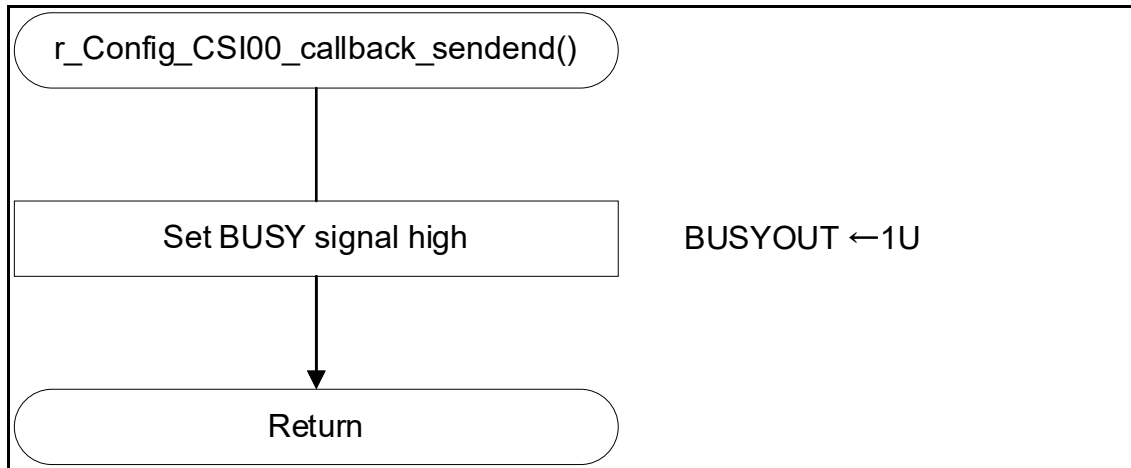 r_Config_CSI00_callback_sendend()
Set BUSY signal high
BUSYOUT ←1U
Return